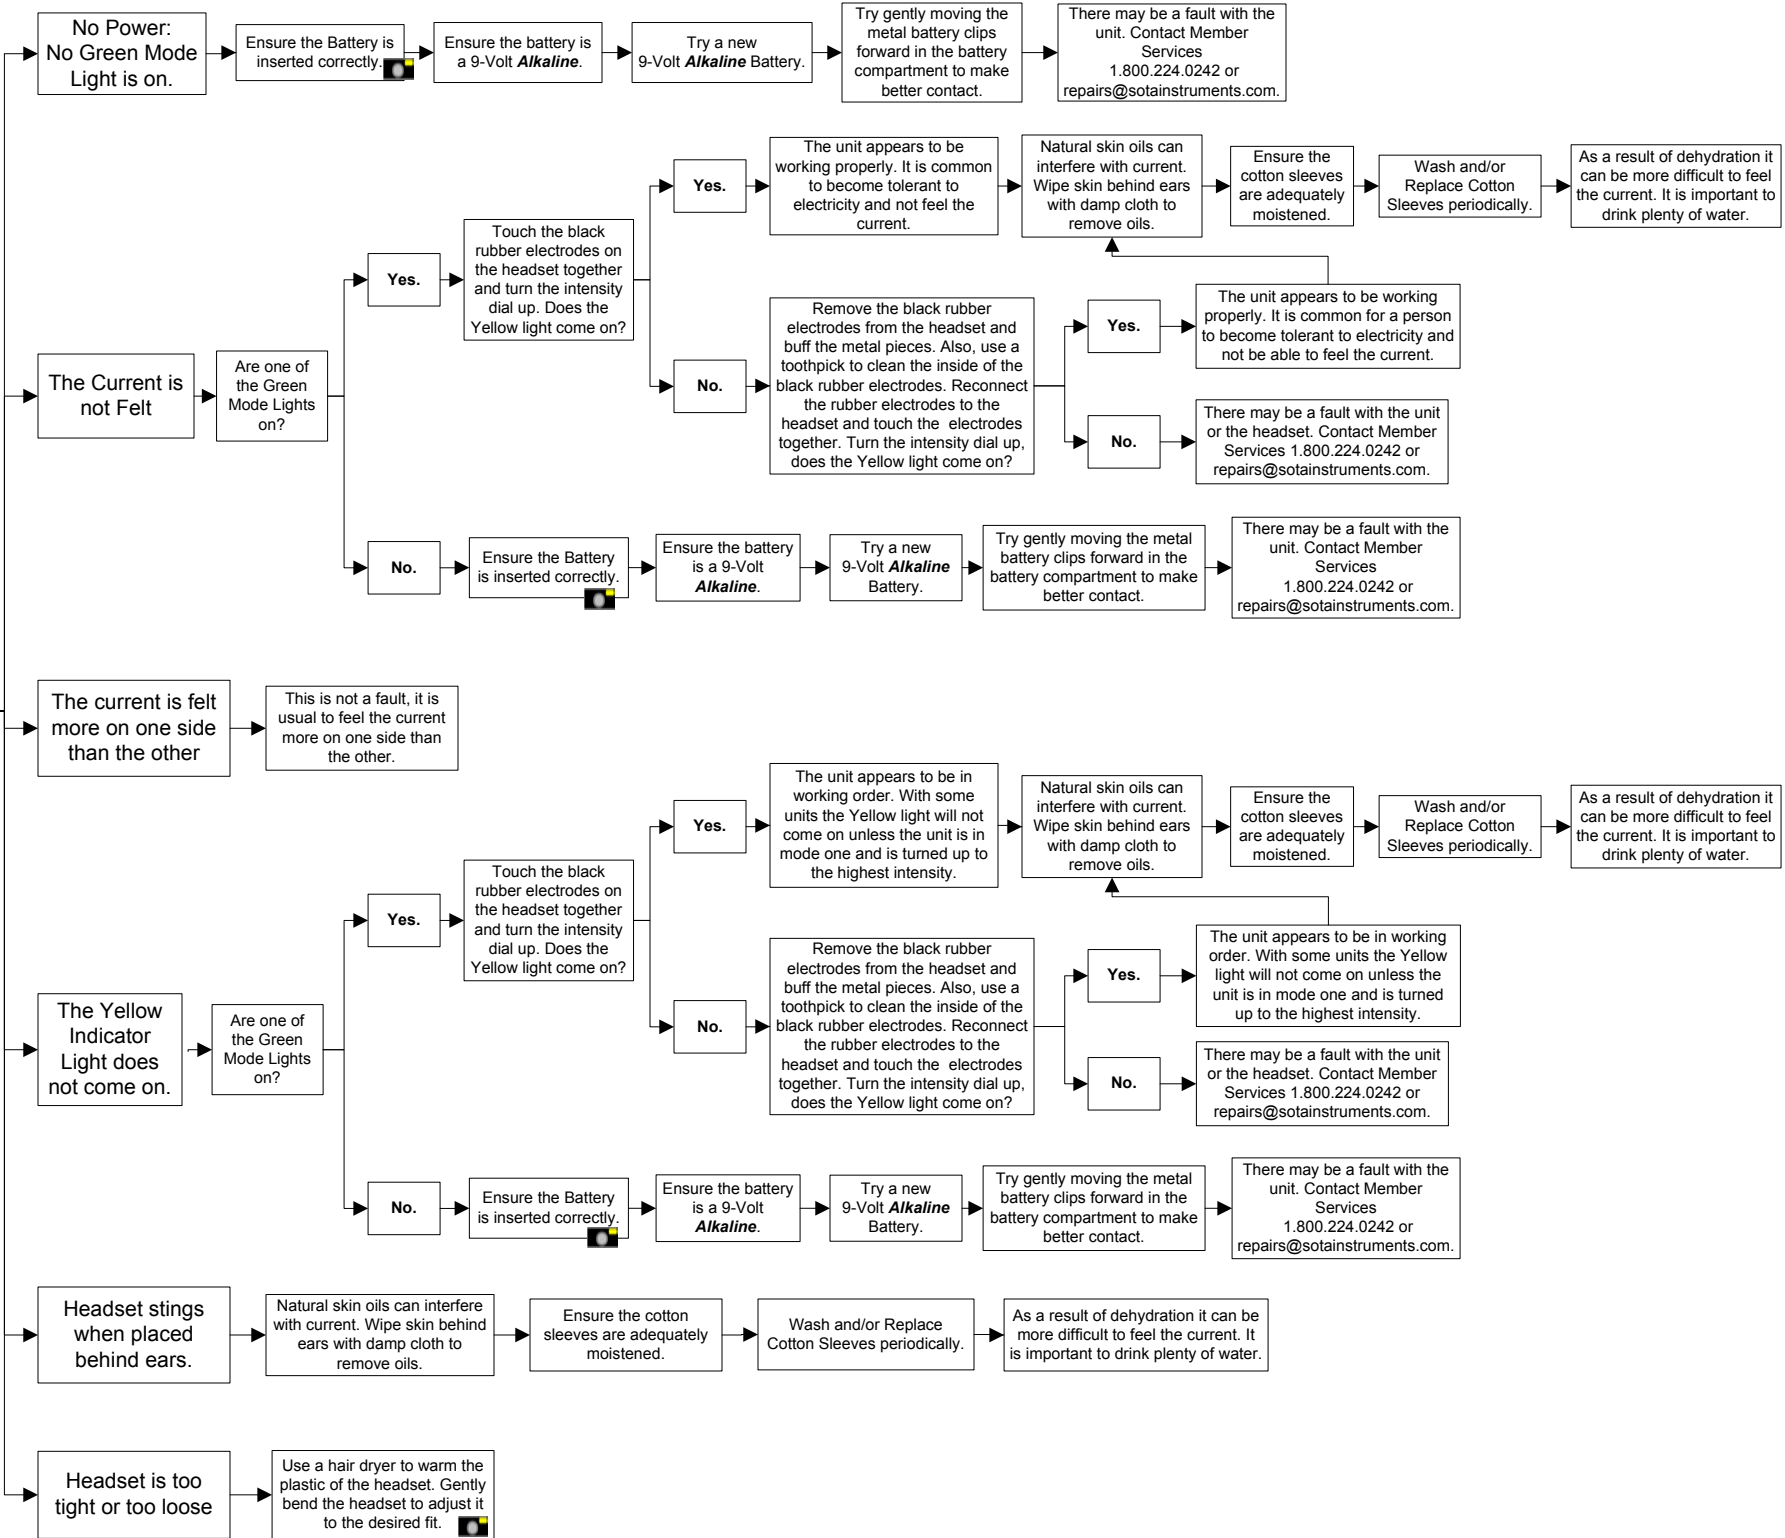 No Power:
No Green Mode
Light is on.
Ensure the Battery is
inserted correctly.
Ensure the battery is
a 9-Volt Alkaline.
Try a new
9-Volt Alkaline Battery.
Try gently moving the
metal battery clips
forward in the battery
compartment to make
better contact.
There may be a fault with the
unit. Contact Member
Services
1.800.224.0242 or
repairs@sotainstruments.com.
The Current is
not Felt
Are one of
the Green
Mode Lights
on?
Yes.
Touch the black
rubber electrodes on
the headset together
and turn the intensity
dial up. Does the
Yellow light come on?
Yes.
The unit appears to be
working properly. It is common
to become tolerant to
electricity and not feel the
current.
Natural skin oils can
interfere with current.
Wipe skin behind ears
with damp cloth to
remove oils.
Ensure the
cotton sleeves
are adequately
moistened.
Wash and/or
Replace Cotton
Sleeves periodically.
As a result of dehydration it
can be more difficult to feel
the current. It is important to
drink plenty of water.
No.
Remove the black rubber
electrodes from the headset and
buff the metal pieces. Also, use a
toothpick to clean the inside of the
black rubber electrodes. Reconnect
the rubber electrodes to the
headset and touch the electrodes
together. Turn the intensity dial up,
does the Yellow light come on?
Yes.
The unit appears to be working
properly. It is common for a person
to become tolerant to electricity and
not be able to feel the current.
No.
There may be a fault with the unit
or the headset. Contact Member
Services 1.800.224.0242 or
repairs@sotainstruments.com.
No.
Ensure the Battery
is inserted correctly.
Ensure the battery
is a 9-Volt
Alkaline.
Try a new
9-Volt Alkaline
Battery.
Try gently moving the metal
battery clips forward in the
battery compartment to make
better contact.
There may be a fault with the
unit. Contact Member
Services
1.800.224.0242 or
repairs@sotainstruments.com.
The current is felt
more on one side
than the other
This is not a fault, it is
usual to feel the current
more on one side than
the other.
The Yellow
Indicator
Light does
not come on.
Are one of
the Green
Mode Lights
on?
Yes.
Touch the black
rubber electrodes on
the headset together
and turn the intensity
dial up. Does the
Yellow light come on?
Yes.
The unit appears to be in
working order. With some
units the Yellow light will not
come on unless the unit is in
mode one and is turned up to
the highest intensity.
Natural skin oils can
interfere with current.
Wipe skin behind ears
with damp cloth to
remove oils.
Ensure the
cotton sleeves
are adequately
moistened.
Wash and/or
Replace Cotton
Sleeves periodically.
As a result of dehydration it
can be more difficult to feel
the current. It is important to
drink plenty of water.
No.
Remove the black rubber
electrodes from the headset and
buff the metal pieces. Also, use a
toothpick to clean the inside of the
black rubber electrodes. Reconnect
the rubber electrodes to the
headset and touch the electrodes
together. Turn the intensity dial up,
does the Yellow light come on?
Yes.
The unit appears to be in working
order. With some units the Yellow
light will not come on unless the
unit is in mode one and is turned
up to the highest intensity.
No.
There may be a fault with the unit
or the headset. Contact Member
Services 1.800.224.0242 or
repairs@sotainstruments.com.
No.
Ensure the Battery
is inserted correctly.
Ensure the battery
is a 9-Volt
Alkaline.
Try a new
9-Volt Alkaline
Battery.
Try gently moving the metal
battery clips forward in the
battery compartment to make
better contact.
There may be a fault with the
unit. Contact Member
Services
1.800.224.0242 or
repairs@sotainstruments.com.
Headset stings
when placed
behind ears.
Natural skin oils can interfere
with current. Wipe skin behind
ears with damp cloth to
remove oils.
Ensure the cotton
sleeves are adequately
moistened.
Wash and/or Replace
Cotton Sleeves periodically.
As a result of dehydration it can be
more difficult to feel the current. It
is important to drink plenty of water.
Headset is too
tight or too loose
Use a hair dryer to warm the
plastic of the headset. Gently
bend the headset to adjust it
to the desired fit.